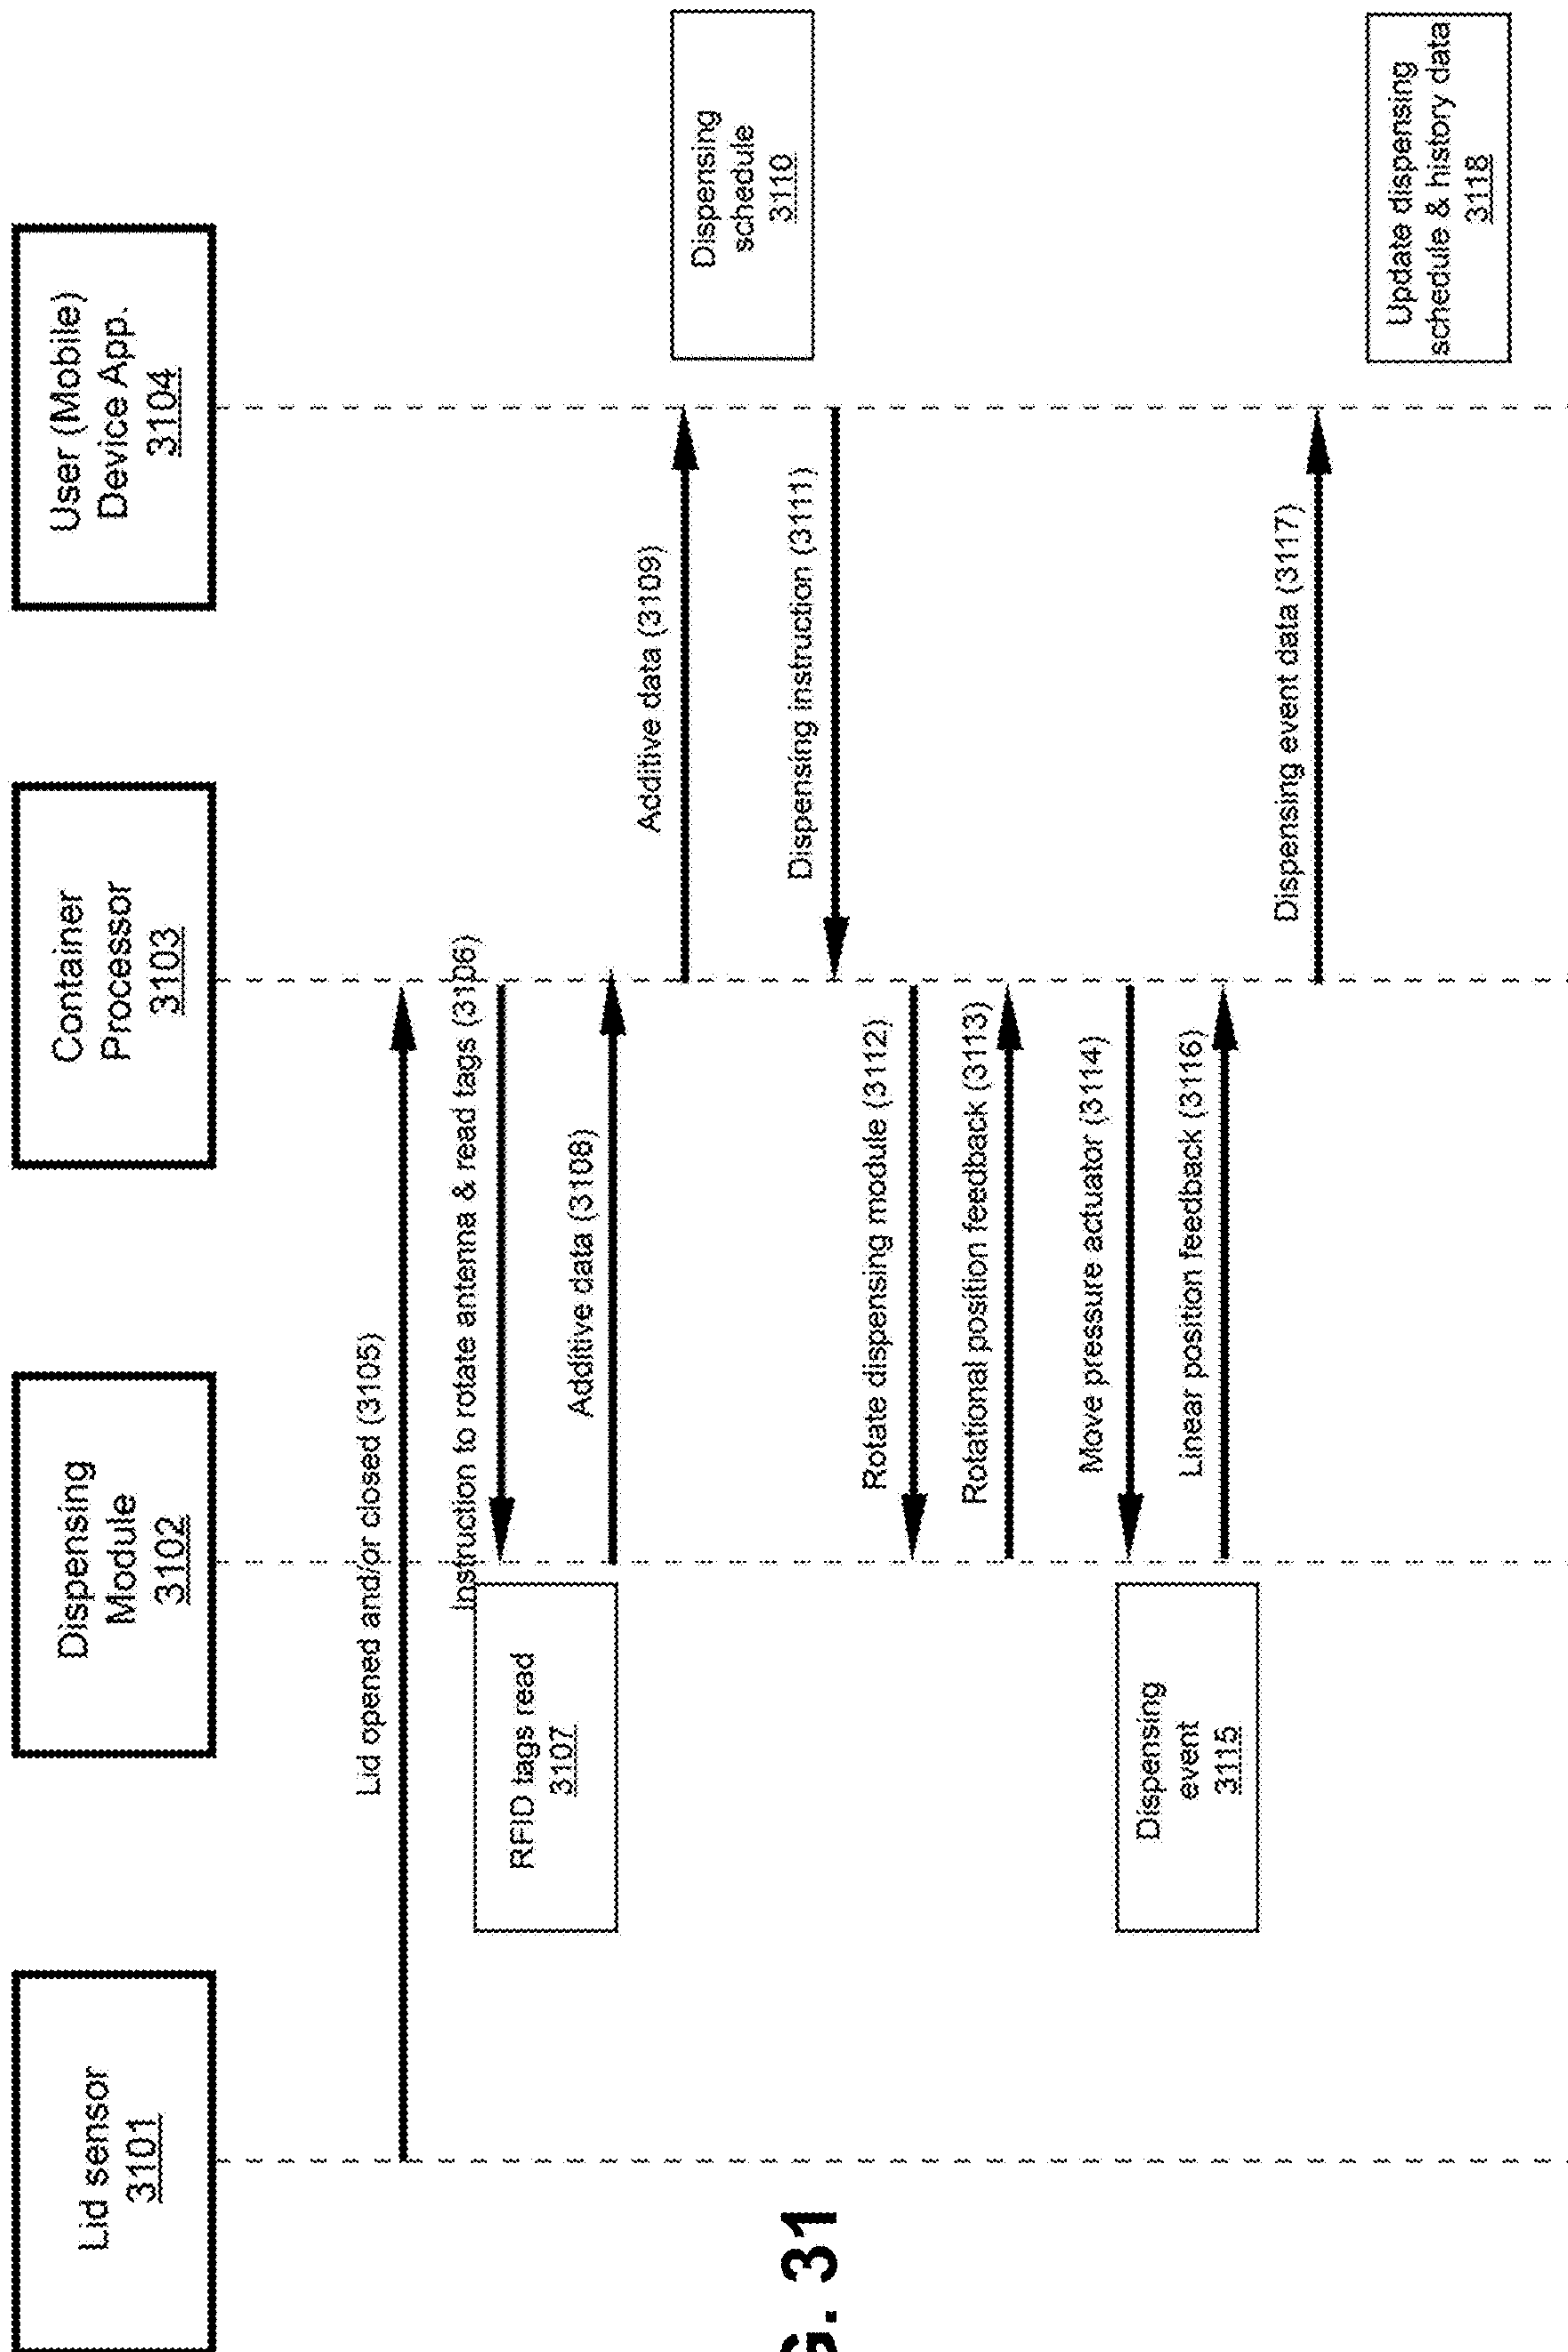 Lid sensor
3101
Dispensing
Module
3102
Container
Processor
3103
User (Mobile)
Device App.
3104
Lid opened and/or closed (3105)
Instruction to rotate antenna & read tags (3106)
RFID tags read
3107
Additive data (3108)
Additive data (3109)
Dispensing
schedule
3110
Dispensing instruction (3111)
Rotate dispensing module (3112)
Rotational position feedback (3113)
Move pressure actuator (3114)
Dispensing
event
3115
Linear position feedback (3116)
Dispensing event data (3117)
Update dispensing
schedule & history data
3118
G. 31